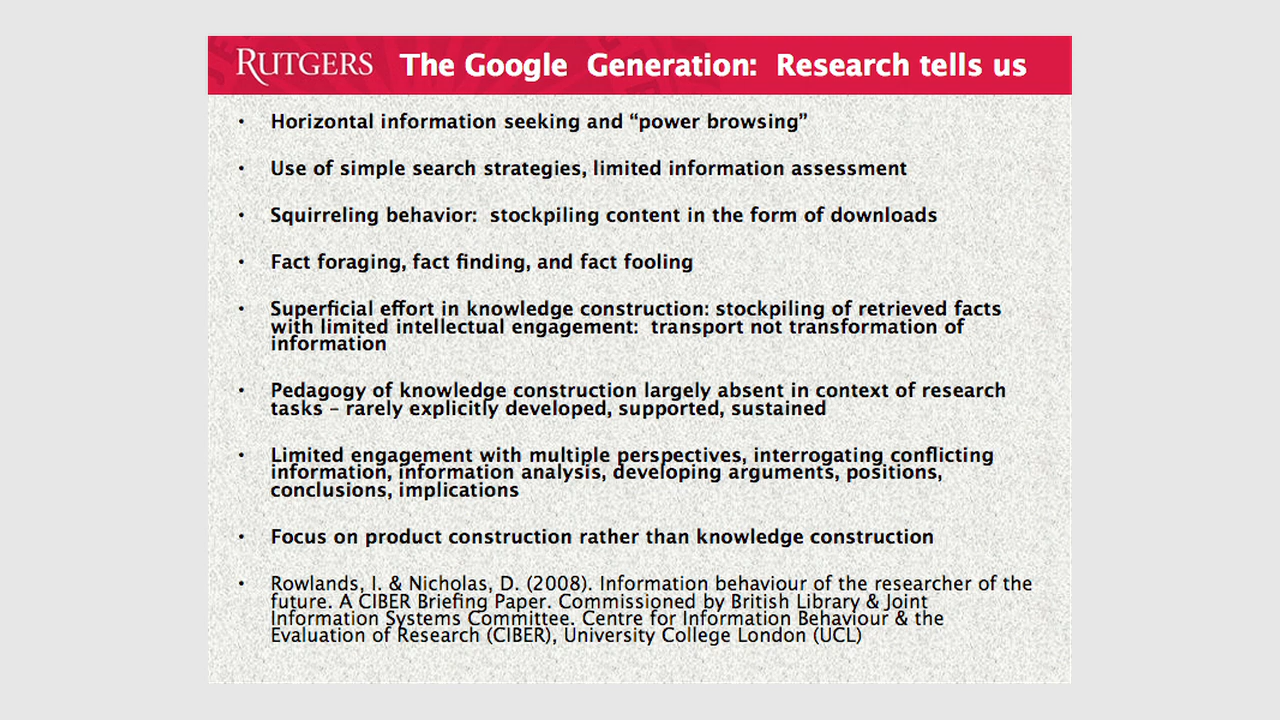 RUTGERS The Google Generation: Research tells us
• Horizontal information seeking and “power browsing”
• Use of simple search strategies, limited information assessment
• Squirreling behavior: stockpiling content in the form of downloads
• Fact foraging, fact finding, and fact fooling
• Superficial effort in knowledge construction: stockpiling of retrieved facts
with limited intellectual engagement: transport not transformation of
information
• Pedagogy of knowledge construction largely absent in context of research
tasks – rarely explicitly developed, supported, sustained
• Limited engagement with multiple perspectives, interrogating conflicting
information, information analysis, developing arguments, positions,
conclusions, implications
• Focus on product construction rather than knowledge construction
• Rowlands, I. & Nicholas, D. (2008). Information behaviour of the researcher of the
future. A CIBER Briefing Paper. Commissioned by British Library & Joint
Information Systems Committee. Centre for Information Behaviour & the
Evaluation of Research (CIBER), University College London (UCL)